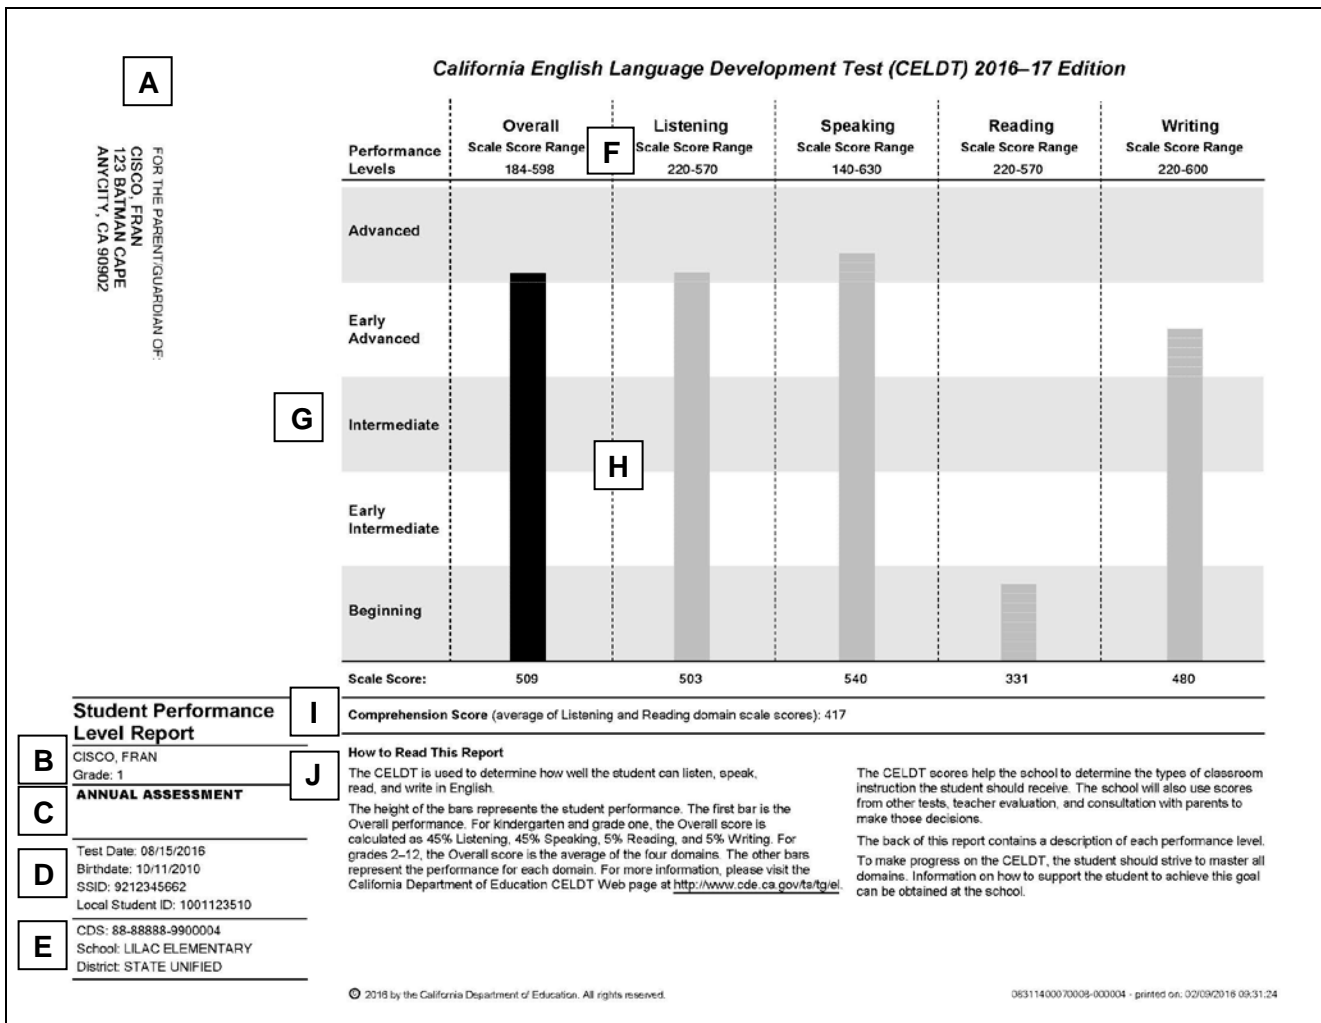 A
California English Language Development Test (CELDT) 2016–17 Edition
FOR THE PARENT/GUARDIAN OF:
CISCO, FRAN
123 BATMAN CAPE
ANYCITY, CA 90902
Performance
Levels
Overall
Scale Score Range
184-598
F
Listening
Scale Score Range
220-570
Speaking
Scale Score Range
140-630
Reading
Scale Score Range
220-570
Writing
Scale Score Range
220-600
Advanced
Early
Advanced
G
Intermediate
H
Early
Intermediate
Beginning
Scale Score: 509 503 540 331 480
Student Performance
Level Report
I
Comprehension Score (average of Listening and Reading domain scale scores): 417
B
CISCO, FRAN
Grade: 1
C
ANNUAL ASSESSMENT
D
Test Date: 08/15/2016
Birthdate: 10/11/2010
SSID: 9212345662
Local Student ID: 1001123510
E
CDS: 88-88888-9900004
School: LILAC ELEMENTARY
District: STATE UNIFIED
J
How to Read This Report
The CELDT is used to determine how well the student can listen, speak,
read, and write in English.
The height of the bars represents the student performance. The first bar is the
Overall performance. For kindergarten and grade one, the Overall score is
calculated as 45% Listening, 45% Speaking, 5% Reading, and 5% Writing. For
grades 2–12, the Overall score is the average of the four domains. The other bars
represent the performance for each domain. For more information, please visit the
California Department of Education CELDT Web page at http://www.cde.ca.gov/ta/tg/el.
The CELDT scores help the school to determine the types of classroom
instruction the student should receive. The school will also use scores
from other tests, teacher evaluation, and consultation with parents to
make those decisions.
The back of this report contains a description of each performance level.
To make progress on the CELDT, the student should strive to master all
domains. Information on how to support the student to achieve this goal
can be obtained at the school.
© 2016 by the California Department of Education. All rights reserved.
06311400070008-000004 - printed on: 02/09/2016 09:31:24